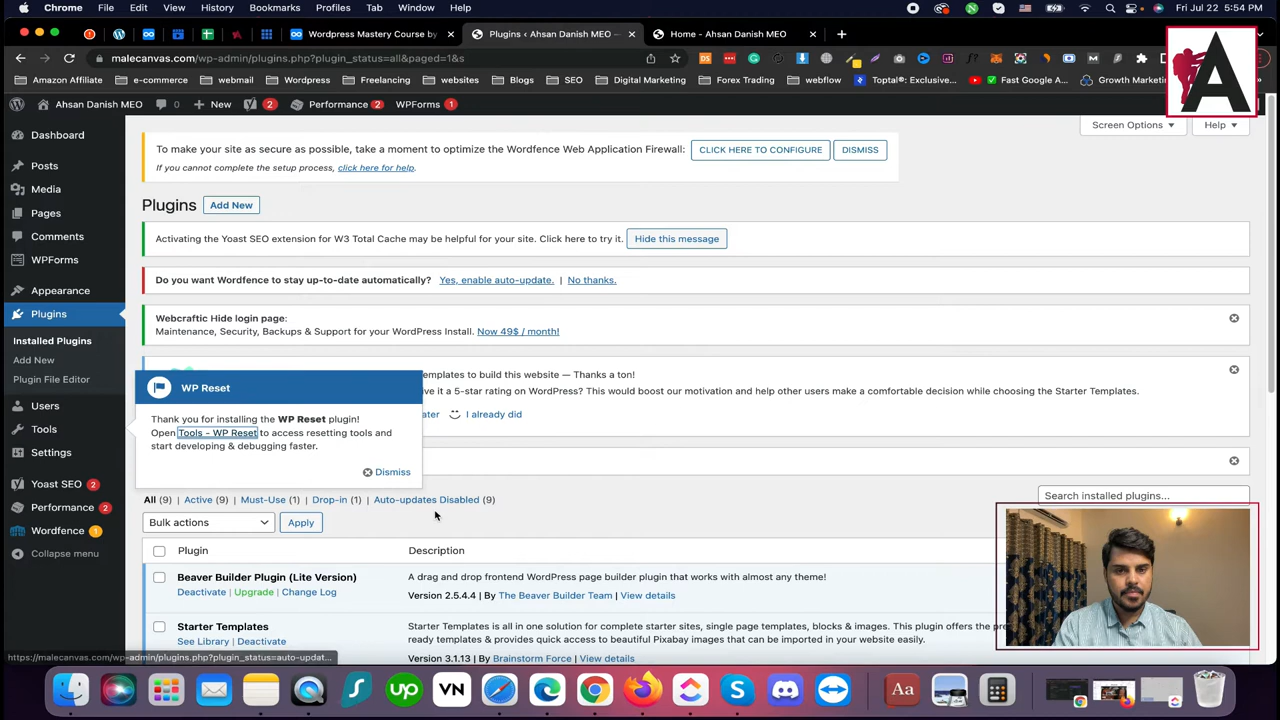 Chrome File Edit View History Bookmarks Profiles Tab Window Help Fri Jul 22 5:54 PM
Wordpress Mastery Course by Plugins ‹ Ahsan Danish MEO — Home - Ahsan Danish MEO
malecanvas.com/wp-admin/plugins.php?plugin_status=all&paged=1&s
Amazon Affiliate e-commerce webmail Wordpress Freelancing websites Blogs SEO Digital Marketing Forex Trading webflow Toptal®: Exclusive... Fast Google A... Growth Marketing
Ahsan Danish MEO 0 New 2 Performance 2 WPForms 1
A
Screen Options Help
Dashboard
Posts
Media
Pages
Comments
WPForms
Appearance
Plugins
Installed Plugins
Add New
Plugin File Editor
Users
Tools
Settings
Yoast SEO 2
Performance 2
Wordfence 1
Collapse menu
To make your site as secure as possible, take a moment to optimize the Wordfence Web Application Firewall: CLICK HERE TO CONFIGURE DISMISS
If you cannot complete the setup process, click here for help.
Plugins Add New
Activating the Yoast SEO extension for W3 Total Cache may be helpful for your site. Click here to try it. Hide this message
Do you want Wordfence to stay up-to-date automatically? Yes, enable auto-update. | No thanks.
Webcraftic Hide login page:
Maintenance, Security, Backups & Support for your WordPress Install. Now 49$ / month!
emplates to build this website — Thanks a ton!
ive it a 5-star rating on WordPress? This would boost our motivation and help other users make a comfortable decision while choosing the Starter Templates.
ater I already did
WP Reset
Thank you for installing the WP Reset plugin!
Open Tools - WP Reset to access resetting tools and
start developing & debugging faster.
Dismiss
All (9) | Active (9) | Must-Use (1) | Drop-in (1) | Auto-updates Disabled (9)
Search installed plugins...
Bulk actions Apply
Plugin Description
Beaver Builder Plugin (Lite Version) A drag and drop frontend WordPress page builder plugin that works with almost any theme!
Deactivate | Upgrade | Change Log Version 2.5.4.4 | By The Beaver Builder Team | View details
Starter Templates Starter Templates is all in one solution for complete starter sites, single page templates, blocks & images. This plugin offers the pre
See Library | Deactivate ready templates & provides quick access to beautiful Pixabay images that can be imported in your website easily.
Version 3.1.13 | By Brainstorm Force | View details
https://malecanvas.com/wp-admin/plugins.php?plugin_status=auto-updat...
up VN Aa